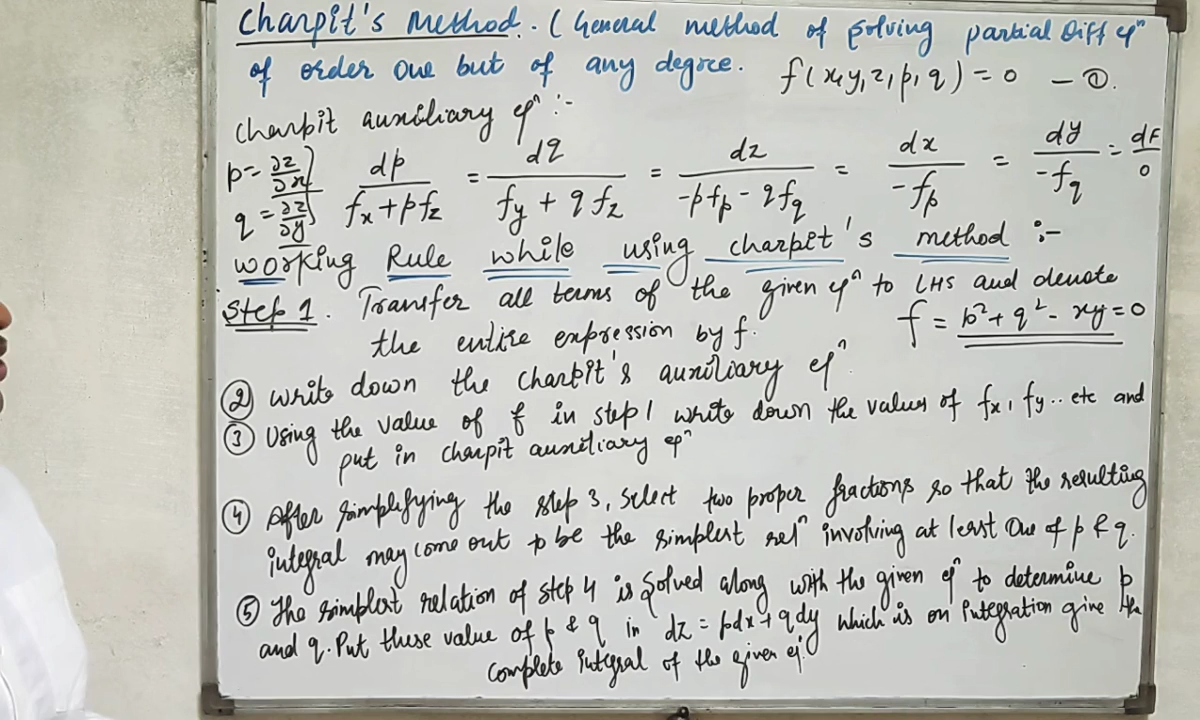 Charpit's Method. (General method of solving partial Diff eqⁿ
of order one but of any degree. f(x,y,z,p,q)=0 — ①.
Charpit auxiliary eqⁿ :-
p=∂z/∂x q=∂z/∂y dp/(fx+pfz) = dq/(fy+qfz) = dz/(-pfp-qfq) = dx/-fp = dy/-fq = dF/0
Working Rule while using charpit's method :-
Step 1. Transfer all terms of the given eqⁿ to LHS and denote
the entire expression by f. f = p²+q²-xy=0
② write down the Charpit's auxiliary eqⁿ.
③ Using the value of f in step 1 write down the values of fx, fy.. etc and
put in charpit auxiliary eqⁿ
④ After simplifying the step 3, select two proper fractions so that the resulting
integral may come out to be the simplest relⁿ involving at least one of p & q.
⑤ The simplest relation of step 4 is solved along with the given eqⁿ to determine p
and q. Put these value of p & q in dz = pdx+qdy which is on integration give the
complete integral of the given eqⁿ.